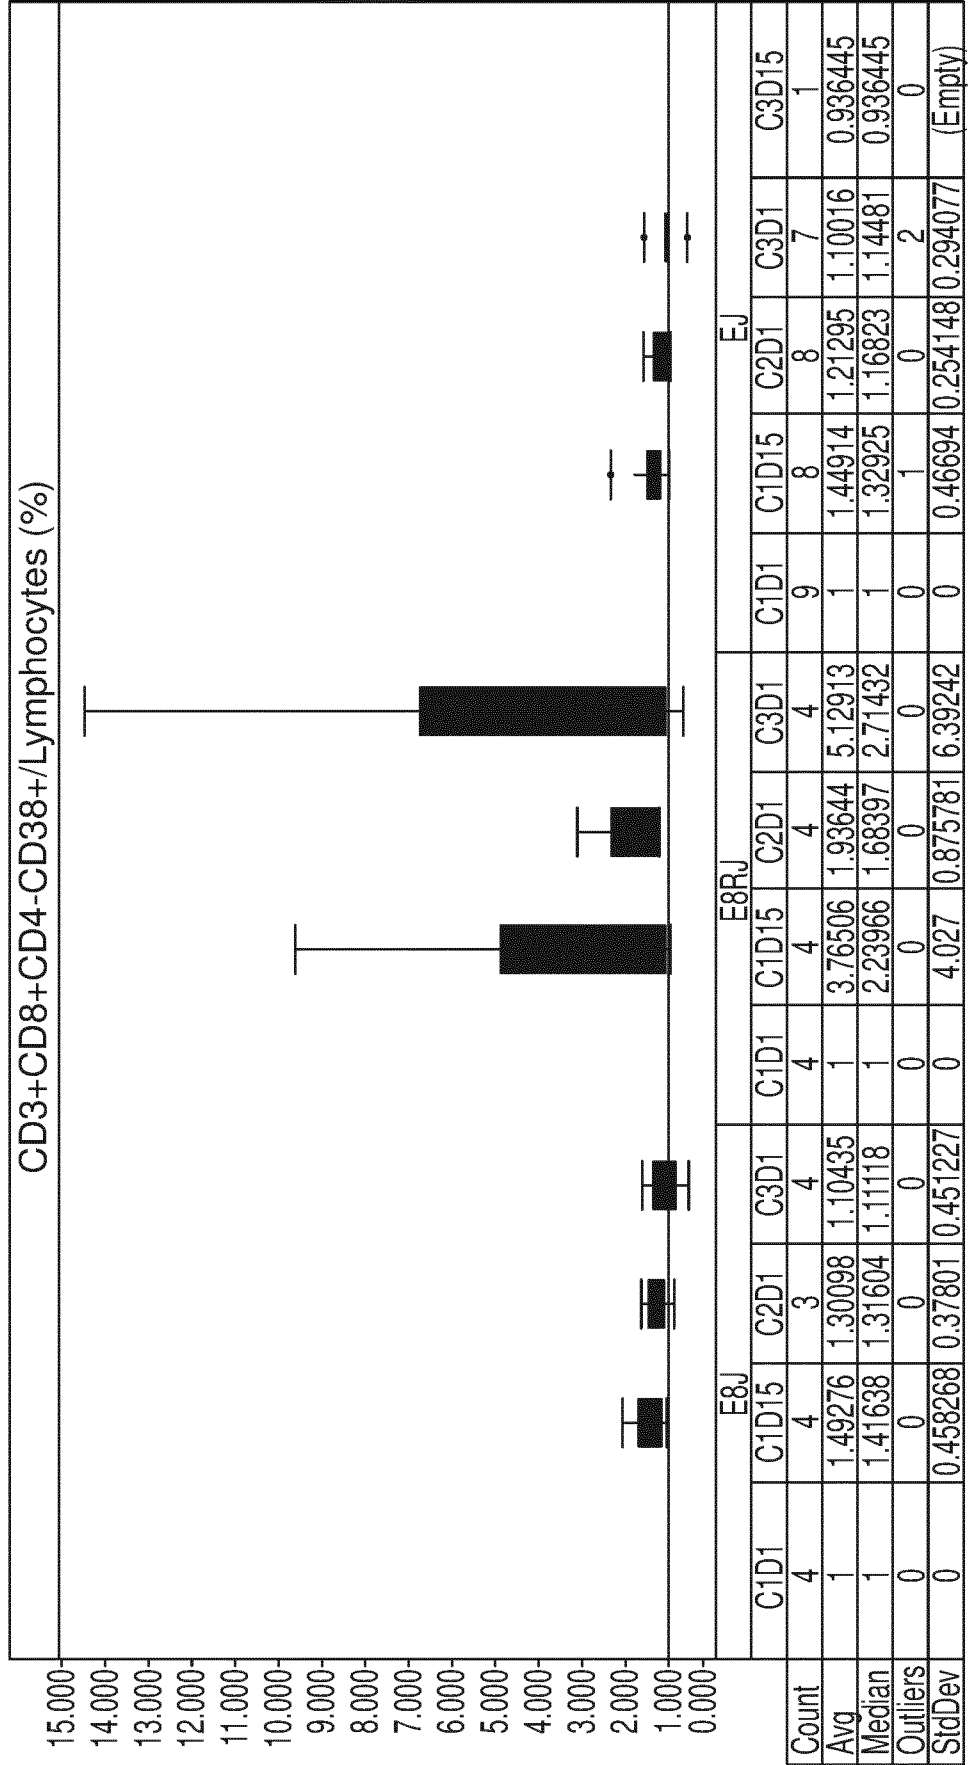 CD3+CD8+CD4-CD38+/Lymphocytes (%)
15.000
14.000
13.000
12.000
11.000
10.000
9.000
8.000
7.000
6.000
5.000
4.000
3.000
2.000
1.000
0.000
E8J E8RJ EJ
C1D1 C1D15 C2D1 C3D1 C1D1 C1D15 C2D1 C3D1 C1D1 C1D15 C2D1 C3D1 C3D15
Count 4 4 3 4 4 4 4 4 9 8 8 7 1
Avg 1 1.49276 1.30098 1.10435 1 3.76506 1.93644 5.12913 1 1.44914 1.21295 1.10016 0.936445
Median 1 1.41638 1.31604 1.11118 1 2.23966 1.68397 2.71432 1 1.32925 1.16823 1.14481 0.936445
Outliers 0 0 0 0 0 0 0 0 0 1 0 2 0
StdDev 0 0.458268 0.37801 0.451227 0 4.027 0.875781 6.39242 0 0.46694 0.254148 0.294077 (Empty)